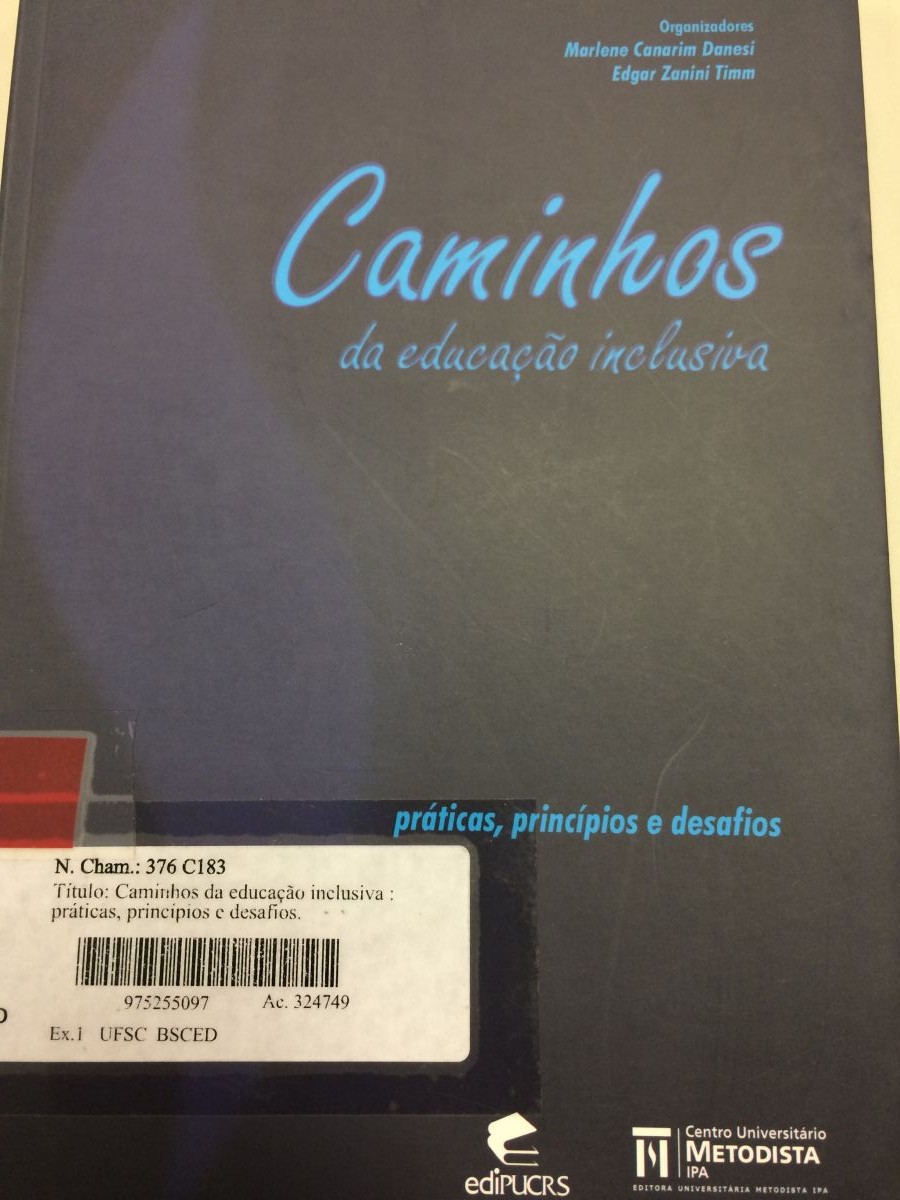 Organizadores
Marlene Canarim Danesi
Edgar Zanini Timm
Caminhos
da educação inclusiva
práticas, princípios e desafios
N. Cham.: 376 C183
Título: Caminhos da educação inclusiva :
práticas, principios e desafios.
975255097 Ac. 324749
Ex.1 UFSC BSCED
ediPUCRS
Centro Universitário
METODISTA
IPA
EDITORA UNIVERSITÁRIA METODISTA IPA